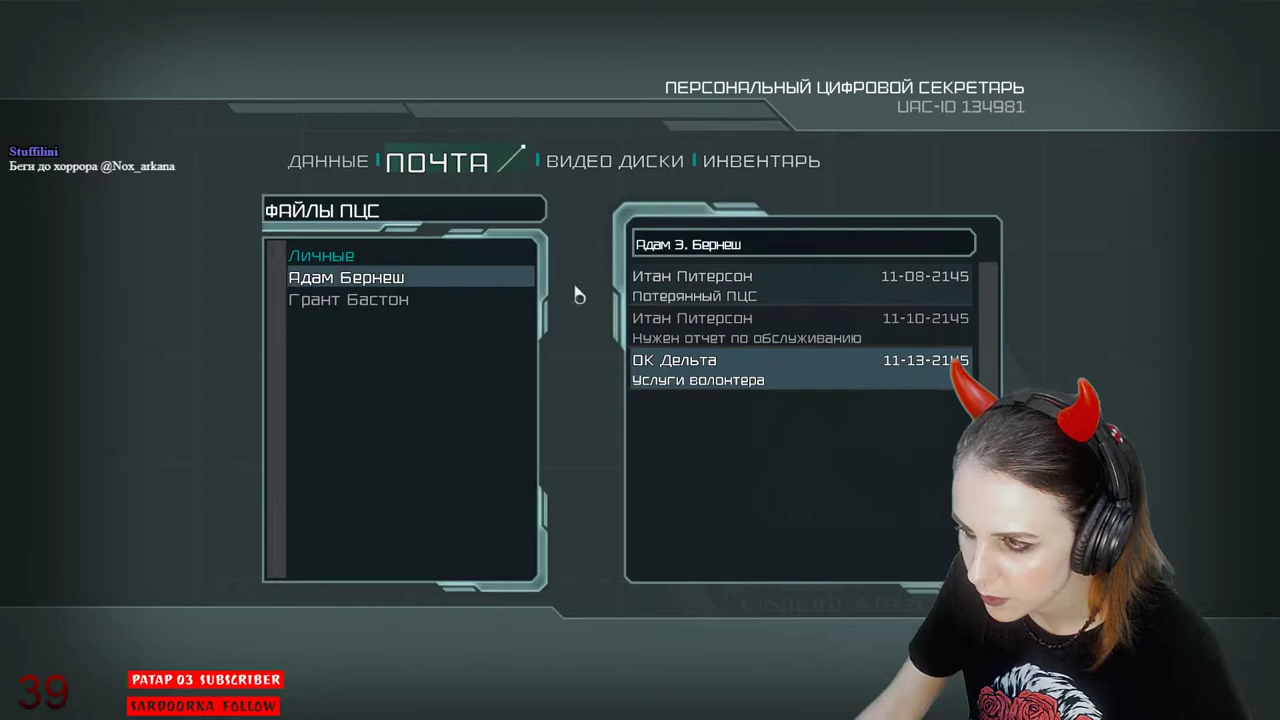 ПЕРСОНАЛЬНЫЙ ЦИФРОВОЙ СЕКРЕТАРЬ
UAC-ID 134981
Stuffilini
Беги до хоррора @Nox_arkana
ДАННЫЕ ПОЧТА ВИДЕО ДИСКИ ИНВЕНТАРЬ
ФАЙЛЫ ПЦС
Личные
Адам Бернеш
Грант Бастон
Адам Э. Бернеш
Итан Питерсон 11-08-2145
Потерянный ПЦС
Итан Питерсон 11-10-2145
Нужен отчет по обслуживанию
ОК Дельта 11-13-2145
Услуги волонтера
39
PATAP 03 SUBSCRIBER
SARDOORKA FOLLOW